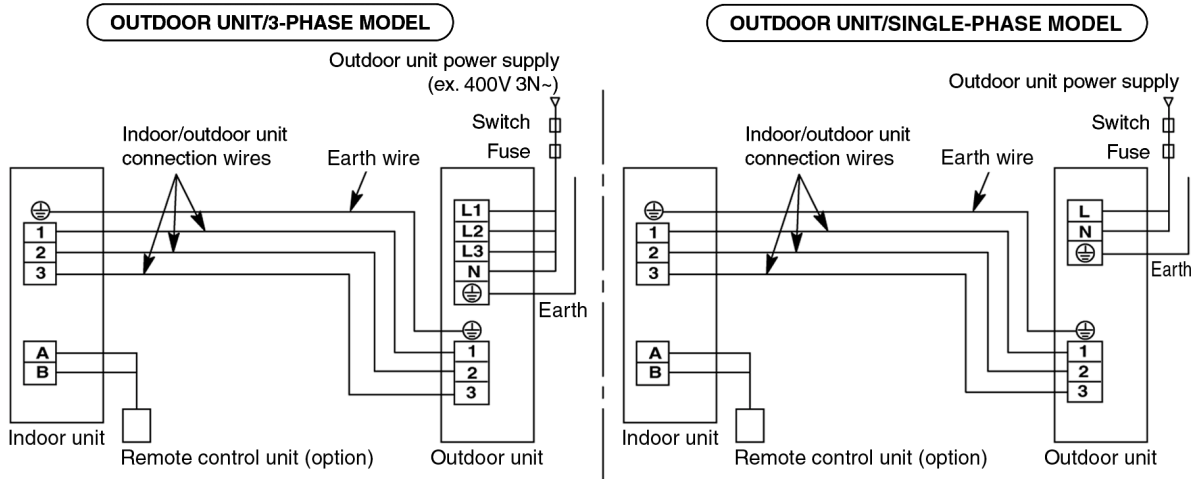 OUTDOOR UNIT/3-PHASE MODEL
Outdoor unit power supply
(ex. 400V 3N~)
Switch
Fuse
Indoor/outdoor unit
connection wires
Earth wire
1
2
3
A
B
L1
L2
L3
N
Earth
1
2
3
Indoor unit
Remote control unit (option)
Outdoor unit
OUTDOOR UNIT/SINGLE-PHASE MODEL
Outdoor unit power supply
Switch
Fuse
Indoor/outdoor unit
connection wires
Earth wire
1
2
3
A
B
L
N
Earth
1
2
3
Indoor unit
Remote control unit (option)
Outdoor unit